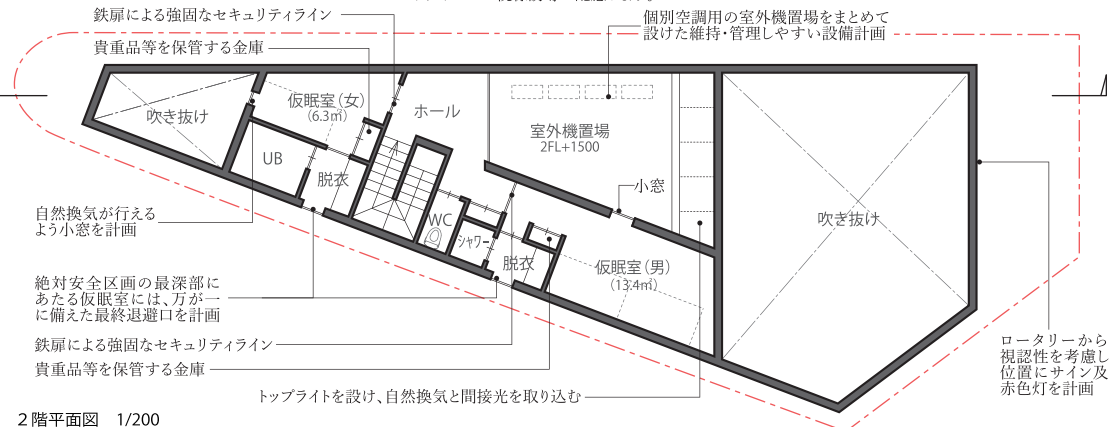 鉄扉による強固なセキュリティライン
個別空調用の室外機置場をまとめて
設けた維持・管理しやすい設備計画
貴重品等を保管する金庫
仮眠室（女）
(6.3㎡)
ホール
吹き抜け
室外機置場
2FL+1500
UB
脱衣
小窓
自然換気が行える
よう小窓を計画
WC
シャワー
吹き抜け
脱衣
仮眠室（男）
(13.4㎡)
絶対安全区画の最深部に
あたる仮眠室には、万が一
に備えた最終退避口を計画
鉄扉による強固なセキュリティライン
貴重品等を保管する金庫
ロータリーから
視認性を考慮し
位置にサイン及
赤色灯を計画
トップライトを設け、自然換気と間接光を取り込む
２階平面図 1/200